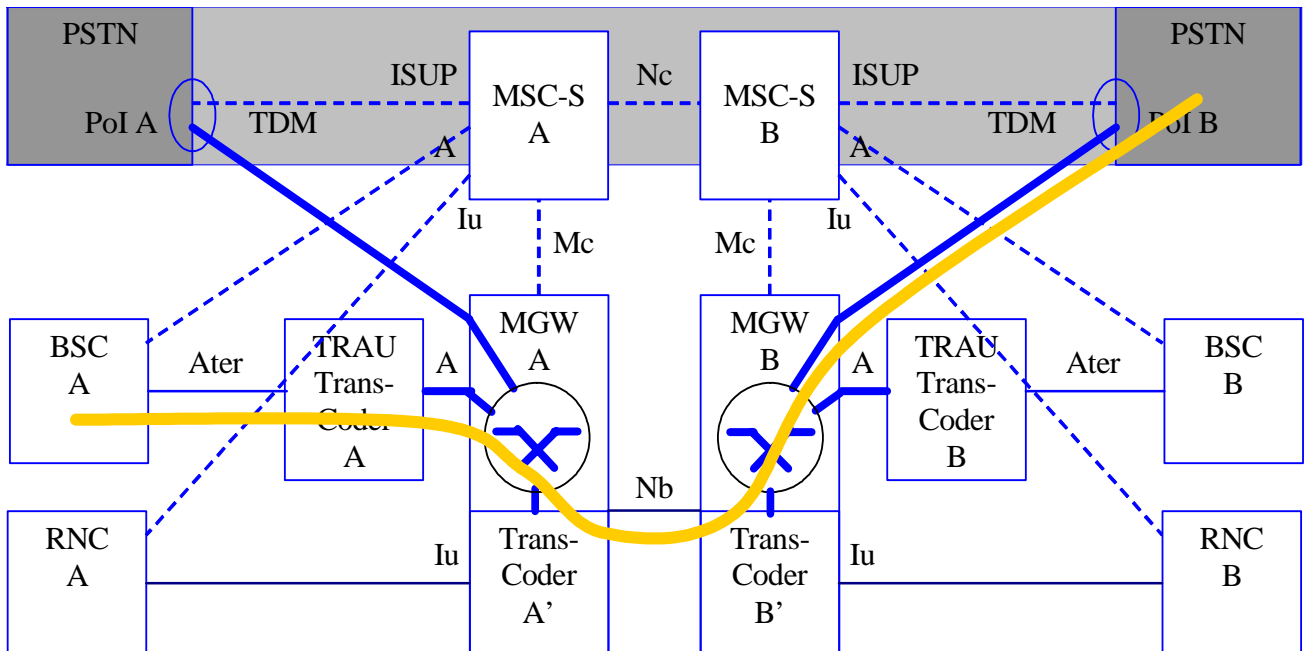 PSTN
PSTN
ISUP
Nc
ISUP
MSC-S
A
MSC-S
B
PoI A
TDM
TDM
PoI B
A
A
Iu
Iu
Mc
Mc
MGW
A
MGW
B
BSC
A
Ater
TRAU
Trans-
Coder
A
A
A
TRAU
Trans-
Coder
B
Ater
BSC
B
Nb
RNC
A
Iu
Trans-
Coder
A’
Trans-
Coder
B’
Iu
RNC
B